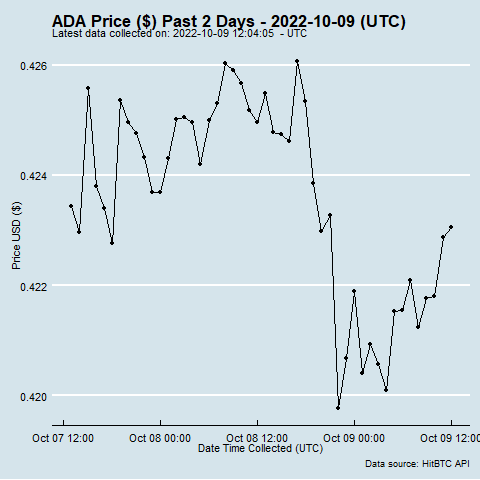 ADA Price ($) Past 2 Days - 2022-10-09 (UTC)
Latest data collected on: 2022-10-09 12:04:05 - UTC
0.426
0.424
0.422
0.420
Price USD ($)
Oct 07 12:00 Oct 08 00:00 Oct 08 12:00 Oct 09 00:00 Oct 09 12:00
Date Time Collected (UTC)
Data source: HitBTC API